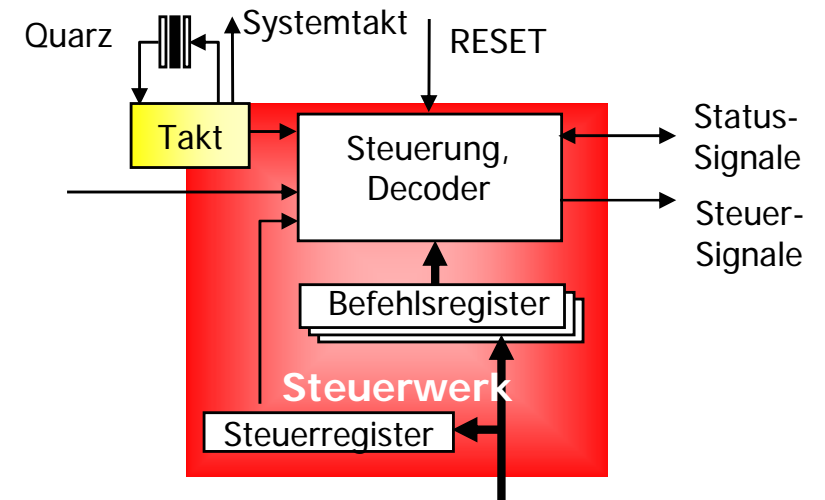 Quarz
Systemtakt
RESET
Takt
Steuerung,
Decoder
Status-
Signale
Steuer-
Signale
Befehlsregister
Steuerwerk
Steuerregister